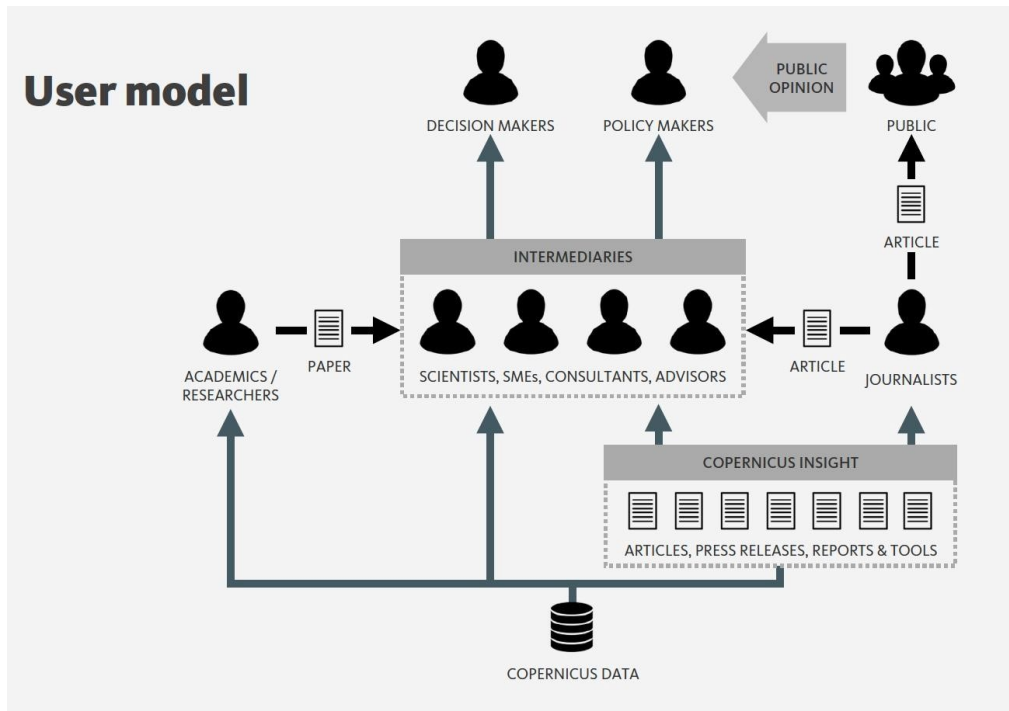 User model
DECISION MAKERS
POLICY MAKERS
PUBLIC
OPINION
PUBLIC
ARTICLE
INTERMEDIARIES
ACADEMICS /
RESEARCHERS
PAPER
SCIENTISTS, SMEs, CONSULTANTS, ADVISORS
ARTICLE
JOURNALISTS
COPERNICUS INSIGHT
ARTICLES, PRESS RELEASES, REPORTS & TOOLS
COPERNICUS DATA